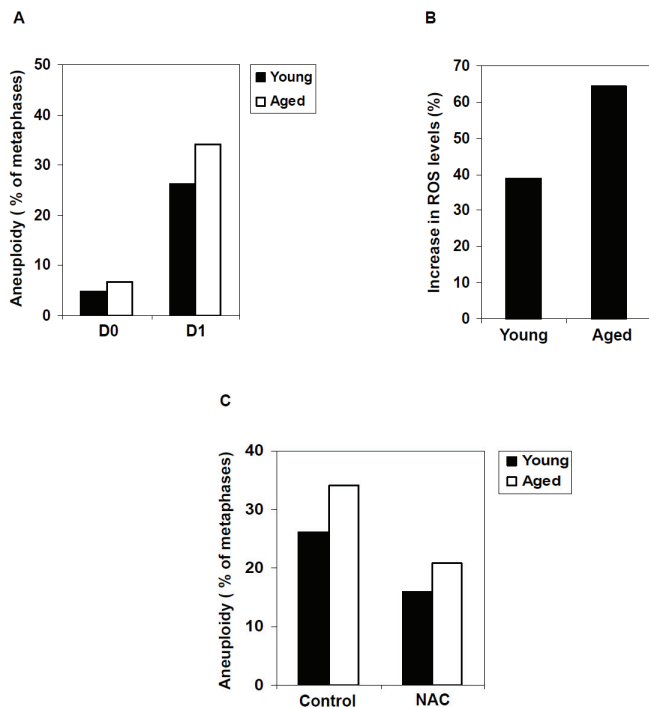 A
Aneuploidy ( % of metaphases)
50
40
30
20
10
0
D0 D1
Young
Aged
B
Increase in ROS levels (%)
70
60
50
40
30
20
10
0
Young Aged
C
Aneuploidy ( % of metaphases)
40
30
20
10
0
Control NAC
Young
Aged